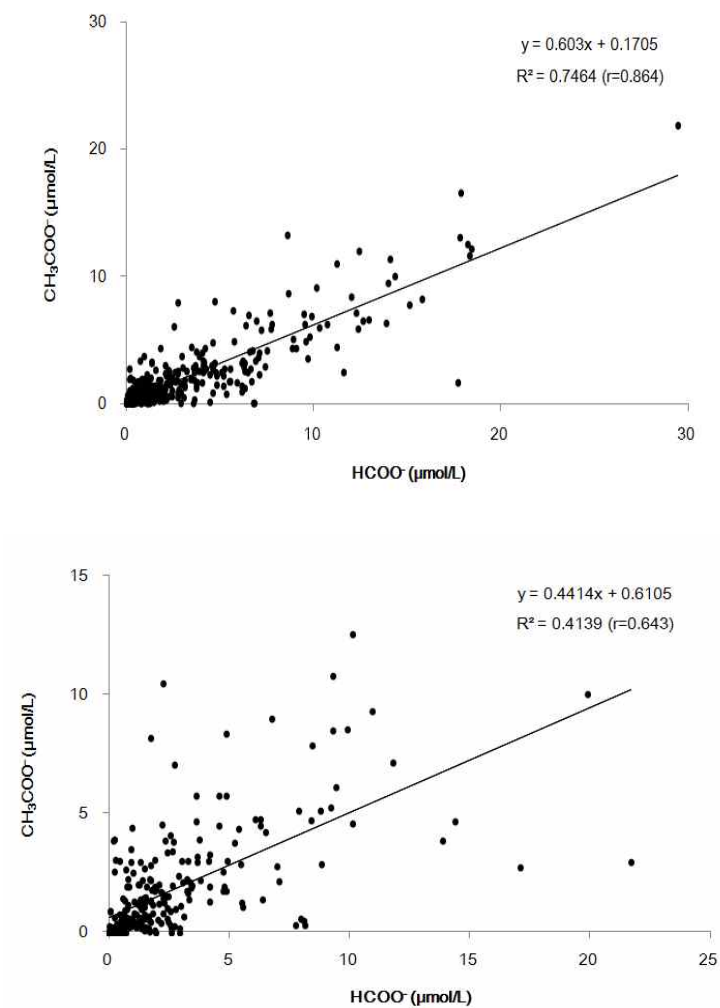 30
y = 0.603x + 0.1705
R² = 0.7464 (r=0.864)
20
CH₃COO⁻ (µmol/L)
10
0
0 10 20 30
HCOO⁻ (µmol/L)
15
y = 0.4414x + 0.6105
R² = 0.4139 (r=0.643)
10
CH₃COO⁻ (µmol/L)
5
0
0 5 10 15 20 25
HCOO⁻ (µmol/L)